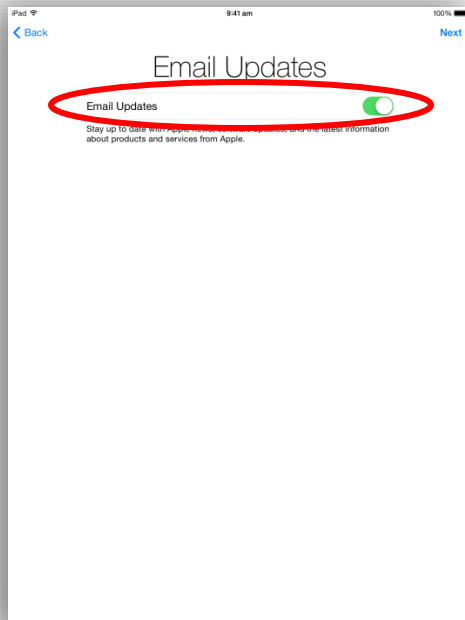 iPad 9:41 am 100%
Back Next
Email Updates
Email Updates
Stay up to date with Apple news, software updates, and the latest information
about products and services from Apple.